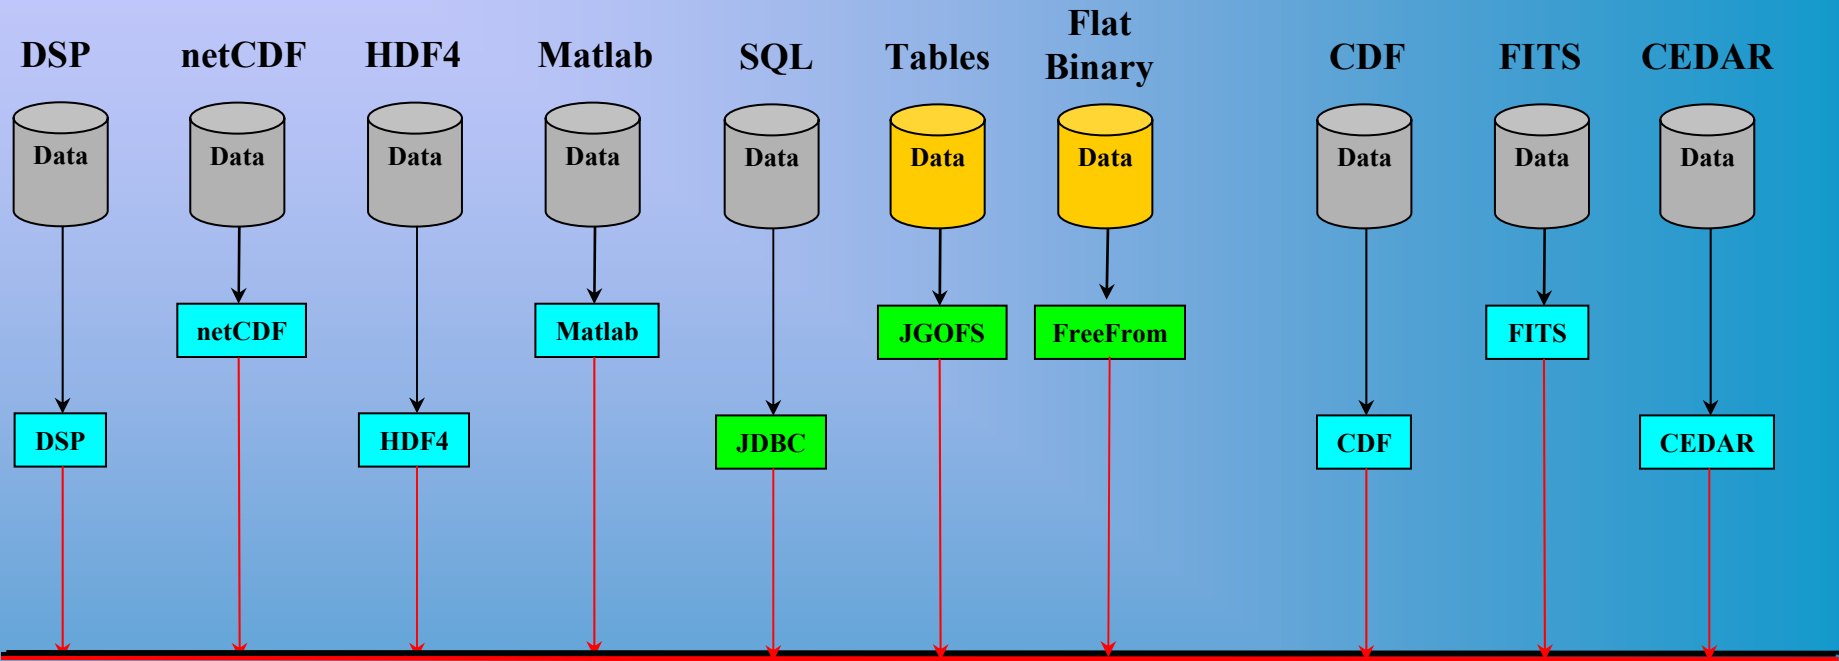 DSP
netCDF
HDF4
Matlab
SQL
Tables
Flat
Binary
CDF
FITS
CEDAR
Data
Data
Data
Data
Data
Data
Data
Data
Data
Data
netCDF
Matlab
JGOFS
FreeFrom
FITS
DSP
HDF4
JDBC
CDF
CEDAR